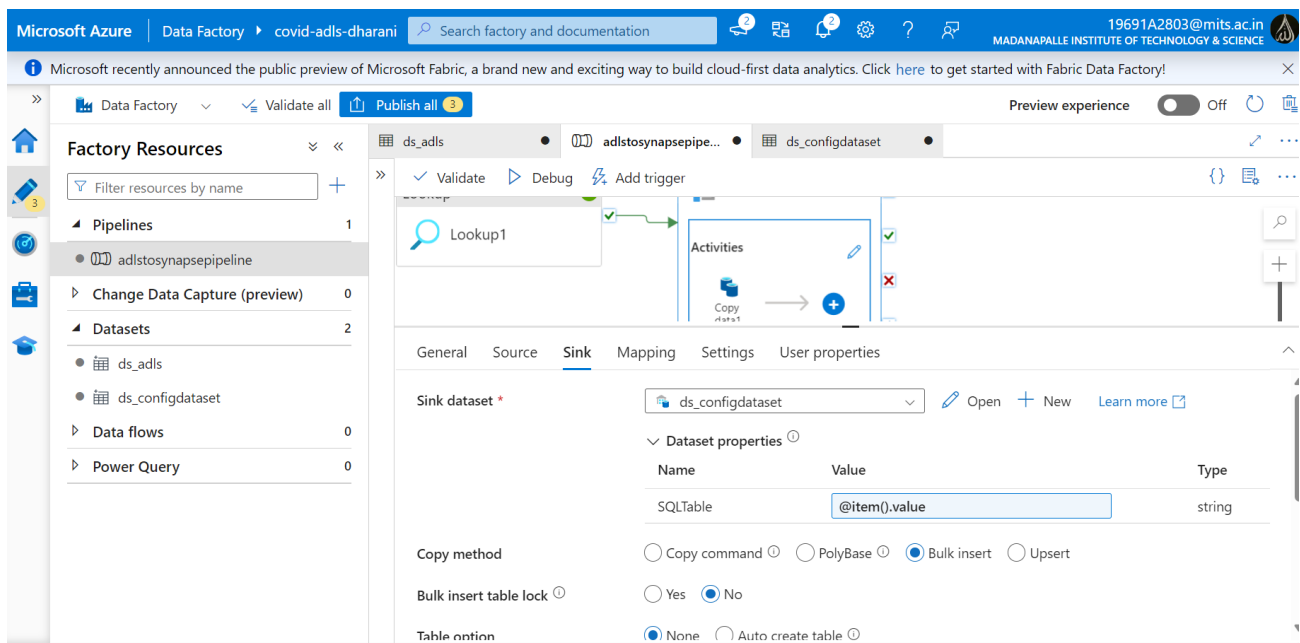 Microsoft Azure Data Factory covid-adls-dharani Search factory and documentation 2 2 19691A2803@mits.ac.in
MADANAPALLE INSTITUTE OF TECHNOLOGY & SCIENCE
Microsoft recently announced the public preview of Microsoft Fabric, a brand new and exciting way to build cloud-first data analytics. Click here to get started with Fabric Data Factory!
Data Factory Validate all Publish all 3 Preview experience Off
3
Factory Resources
Filter resources by name
Pipelines 1
adlstosynapsepipeline
Change Data Capture (preview) 0
Datasets 2
ds_adls
ds_configdataset
Data flows 0
Power Query 0
ds_adls adlstosynapsepipe... ds_configdataset
Validate Debug Add trigger {} ...
Lookup
Lookup1
Activities
Copy
data1
General Source Sink Mapping Settings User properties
Sink dataset * ds_configdataset Open New Learn more
Dataset properties
Name Value Type
SQLTable @item().value string
Copy method Copy command PolyBase Bulk insert Upsert
Bulk insert table lock Yes No
Table option None Auto create table